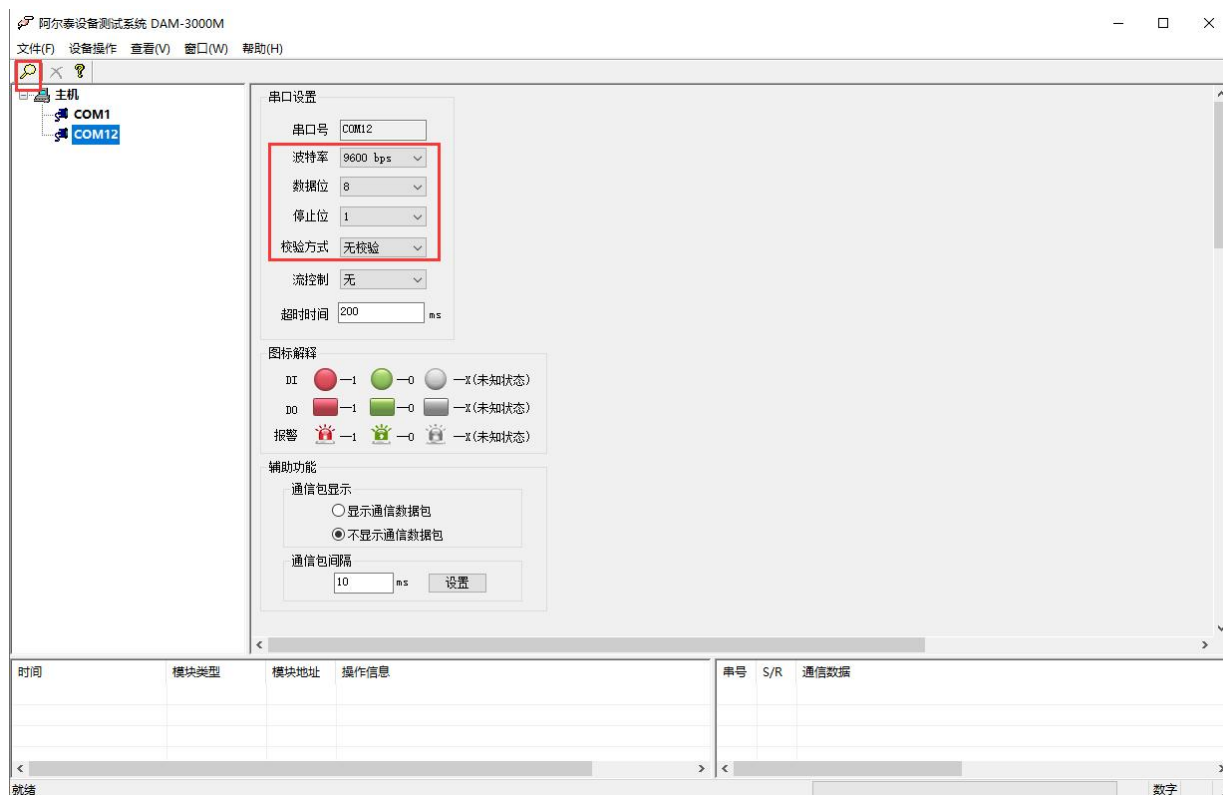 阿尔泰设备测试系统 DAM-3000M
文件(F) 设备操作 查看(V) 窗口(W) 帮助(H)
主机
COM1
COM12
串口设置
串口号 COM12
波特率 9600 bps
数据位 8
停止位 1
校验方式 无校验
流控制 无
超时时间 200 ms
图标解释
DI —1 —0 —X(未知状态)
DO —1 —0 —X(未知状态)
报警 —1 —0 —X(未知状态)
辅助功能
通信包显示
显示通信数据包
不显示通信数据包
通信包间隔
10 ms 设置
时间 模块类型 模块地址 操作信息 串号 S/R 通信数据
就绪 数字